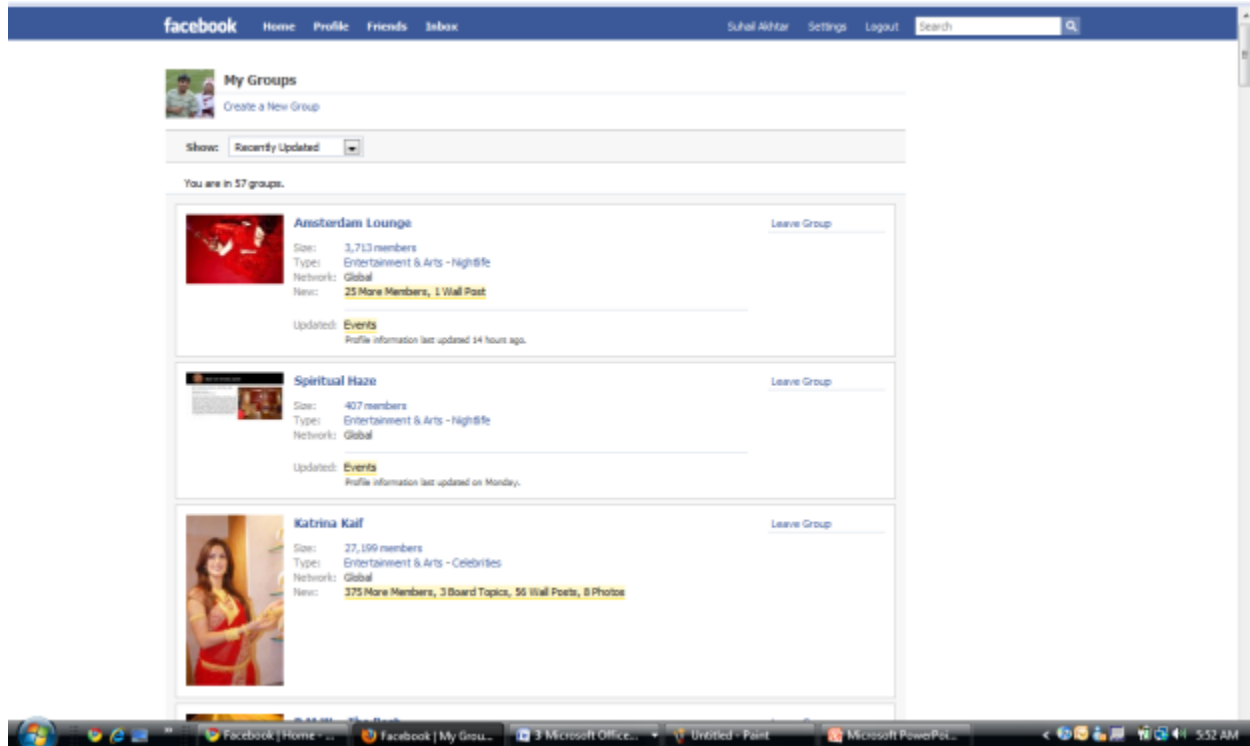 facebook Home Profile Friends Inbox Suhail Akhtar Settings Logout Search
My Groups
Create a New Group
Show: Recently Updated
You are in 57 groups.
Amsterdam Lounge Leave Group
Size: 3,713 members
Type: Entertainment & Arts - Nightlife
Network: Global
New: 25 More Members, 1 Wall Post
Updated: Events
Profile information last updated 14 hours ago.
Spiritual Haze Leave Group
Size: 407 members
Type: Entertainment & Arts - Nightlife
Network: Global
Updated: Events
Profile information last updated on Monday.
Katrina Kaif Leave Group
Size: 27,199 members
Type: Entertainment & Arts - Celebrities
Network: Global
New: 375 More Members, 3 Board Topics, 56 Wall Posts, 8 Photos
Facebook | Home - ... Facebook | My Grou... 3 Microsoft Office... Untitled - Paint Microsoft PowerPoi... 5:52 AM